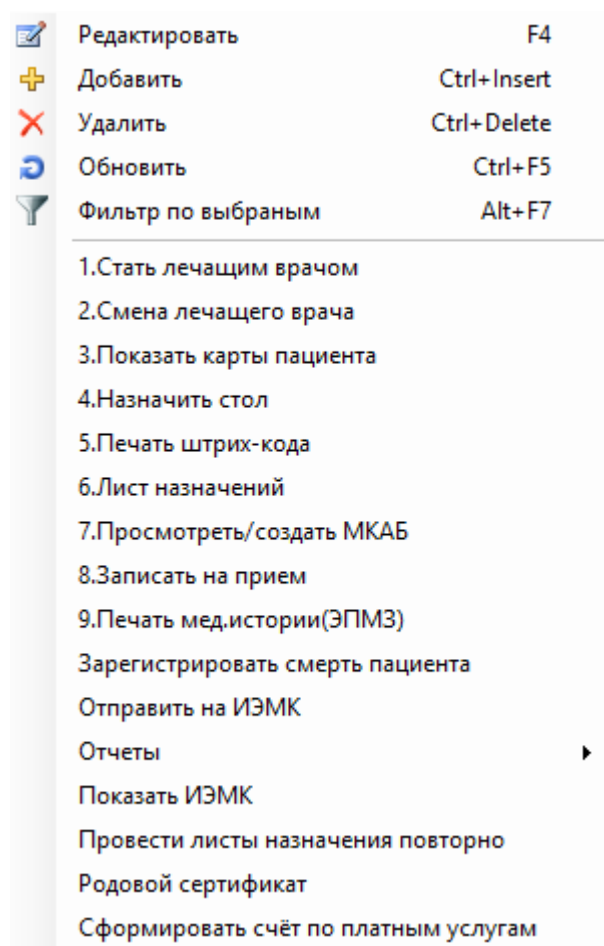 Редактировать F4
Добавить Ctrl+Insert
Удалить Ctrl+Delete
Обновить Ctrl+F5
Фильтр по выбраным Alt+F7
1.Стать лечащим врачом
2.Смена лечащего врача
3.Показать карты пациента
4.Назначить стол
5.Печать штрих-кода
6.Лист назначений
7.Просмотреть/создать МКАБ
8.Записать на прием
9.Печать мед.истории(ЭПМЗ)
Зарегистрировать смерть пациента
Отправить на ИЭМК
Отчеты
Показать ИЭМК
Провести листы назначения повторно
Родовой сертификат
Сформировать счёт по платным услугам